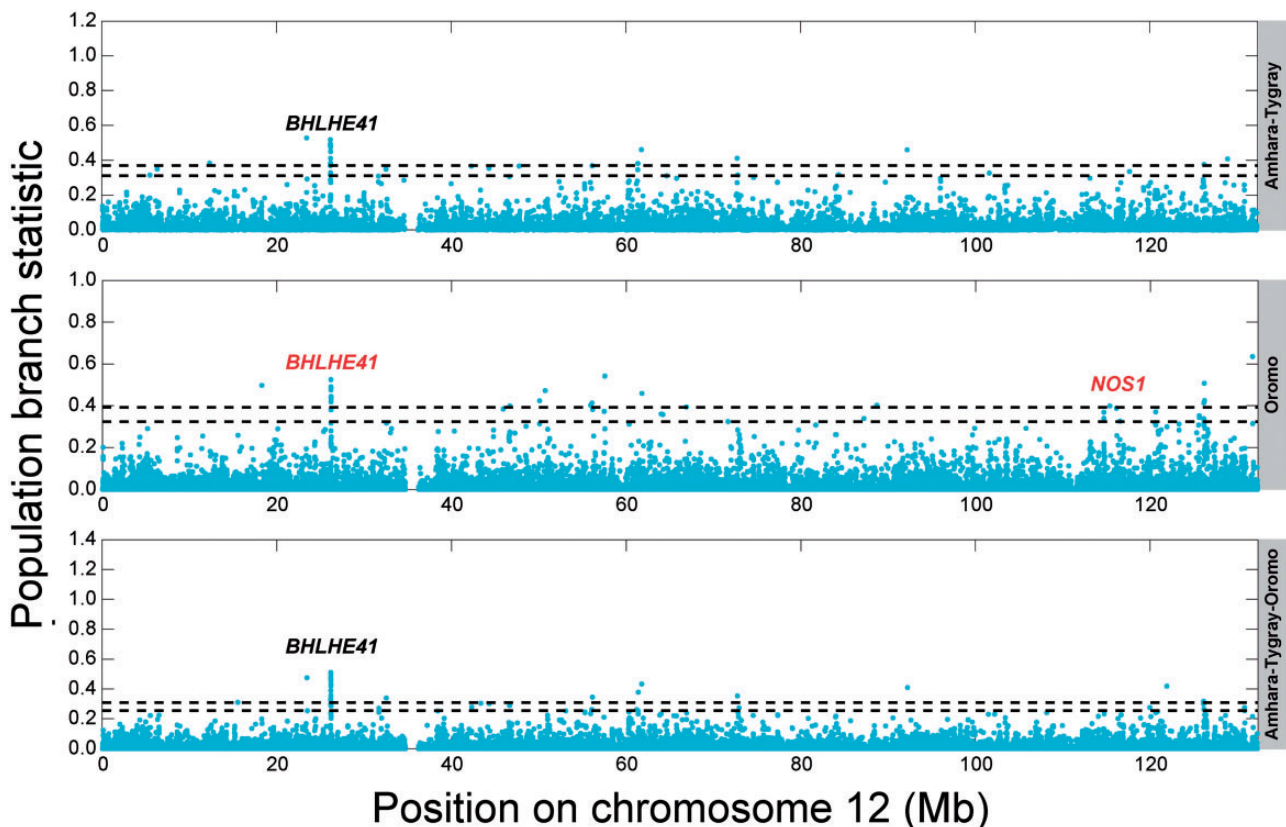 Population branch statistic
1.2
1.0
0.8
0.6
0.4
0.2
0.0
BHLHE41
0 20 40 60 80 100 120
Amhara-Tygray
1.0
0.8
0.6
0.4
0.2
0.0
BHLHE41
NOS1
0 20 40 60 80 100 120
Oromo
1.4
1.2
1.0
0.8
0.6
0.4
0.2
0.0
BHLHE41
0 20 40 60 80 100 120
Amhara-Tygray-Oromo
Position on chromosome 12 (Mb)